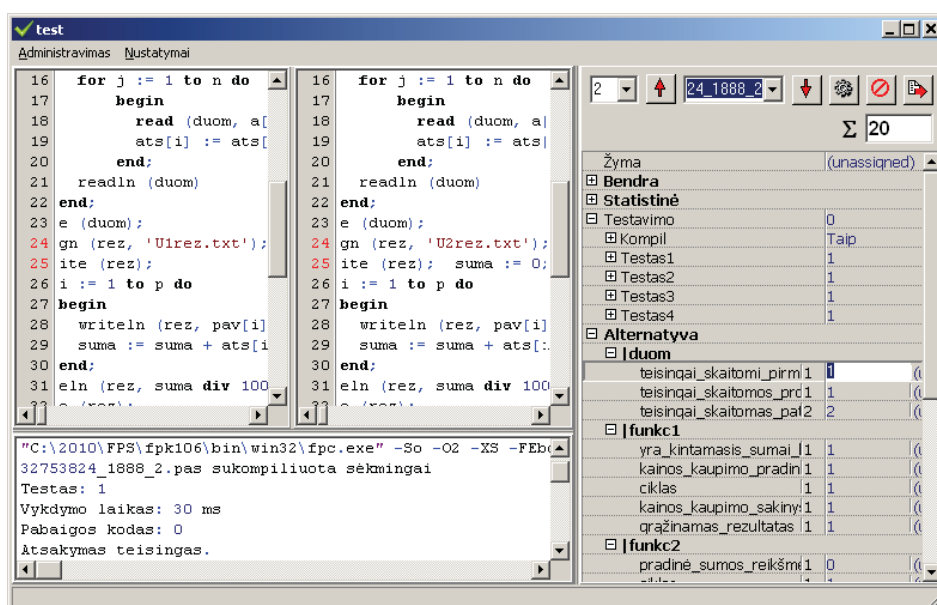 test
Administravimas Nustatymai
16 for j := 1 to n do
17 begin
18 read (duom, a[
19 ats[i] := ats[
20 end;
21 readln (duom)
22 end;
23 e (duom);
24 gn (rez, 'U1rez.txt');
25 ite (rez);
26 i := 1 to p do
27 begin
28 writeln (rez, pav[i]
29 suma := suma + ats[i
30 end;
31 eln (rez, suma div 100
16 for j := 1 to n do
17 begin
18 read (duom, a|
19 ats[i] := ats|
20 end;
21 readln (duom)
22 end;
23 e (duom);
24 gn (rez, 'U2rez.txt');
25 ite (rez); suma := 0;
26 i := 1 to p do
27 begin
28 writeln (rez, pav[i]
29 suma := suma + ats[
30 end;
31 eln (rez, suma div 100
"C:\2010\FPS\fpk106\bin\win32\fpc.exe" -So -O2 -XS -FEb
32753824_1888_2.pas sukompiliuota sėkmingai
Testas: 1
Vykdymo laikas: 30 ms
Pabaigos kodas: 0
Atsakymas teisingas.
2 24_1888_2
Σ 20
Žyma (unassigned)
Bendra
Statistinė
Testavimo 0
Kompil Taip
Testas1 1
Testas2 1
Testas3 1
Testas4 1
Alternatyva
|duom
teisingai_skaitomi_pirm 1 1
teisingai_skaitomos_pr 1 1
teisingai_skaitomas_pa 2 2
|funkc1
yra_kintamasis_sumai_ 1 1
kainos_kaupimo_pradin 1 1
ciklas 1 1
kainos_kaupimo_sakiny 1 1
grąžinamas_rezultatas 1 1
|funkc2
pradinė_sumos_reikšm 1 0